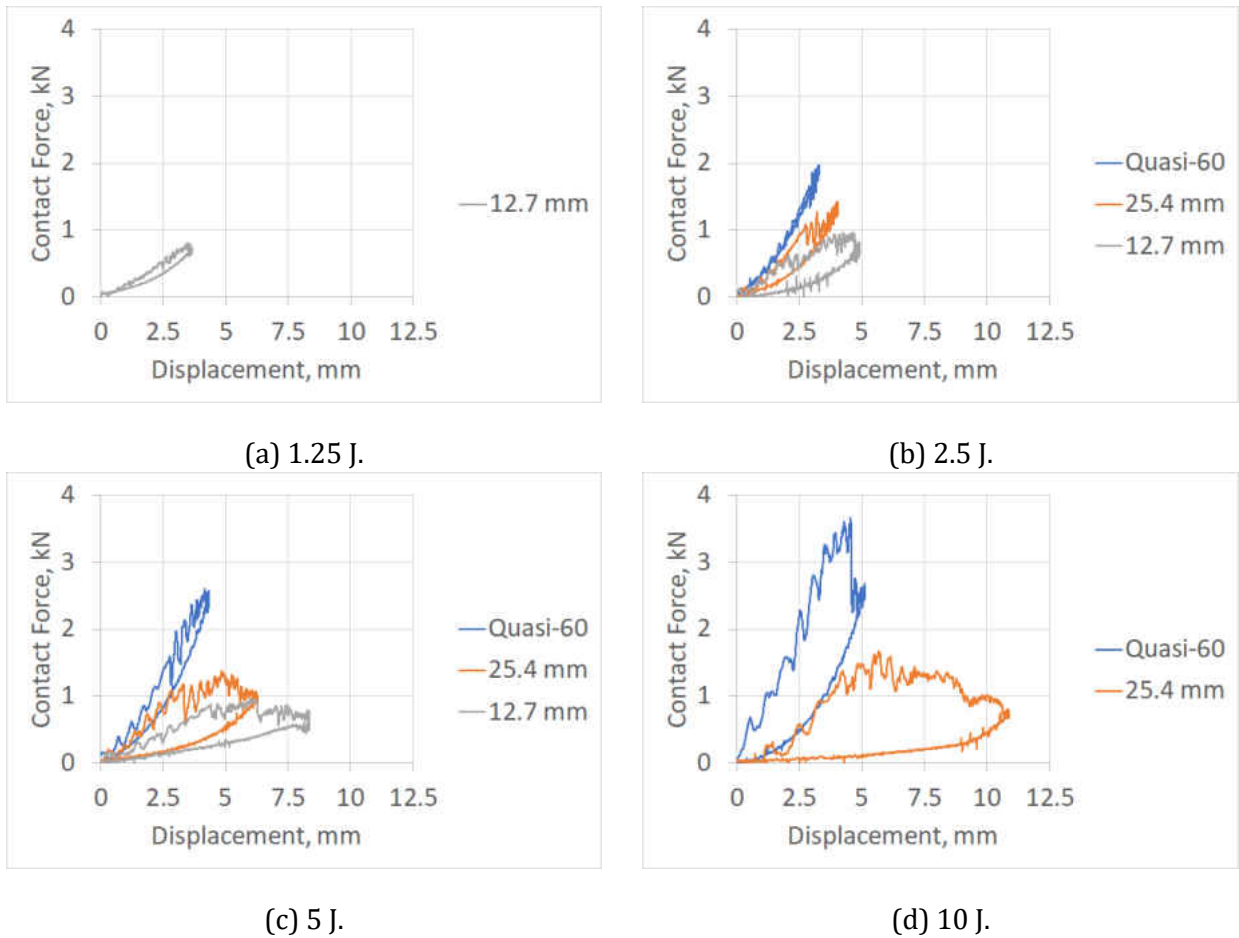 4
3
2
1
0
Contact Force, kN
0 2.5 5 7.5 10 12.5
Displacement, mm
12.7 mm
(a) 1.25 J.
4
3
2
1
0
Contact Force, kN
0 2.5 5 7.5 10 12.5
Displacement, mm
Quasi-60
25.4 mm
12.7 mm
(b) 2.5 J.
4
3
2
1
0
Contact Force, kN
0 2.5 5 7.5 10 12.5
Displacement, mm
Quasi-60
25.4 mm
12.7 mm
(c) 5 J.
4
3
2
1
0
Contact Force, kN
0 2.5 5 7.5 10 12.5
Displacement, mm
Quasi-60
25.4 mm
(d) 10 J.